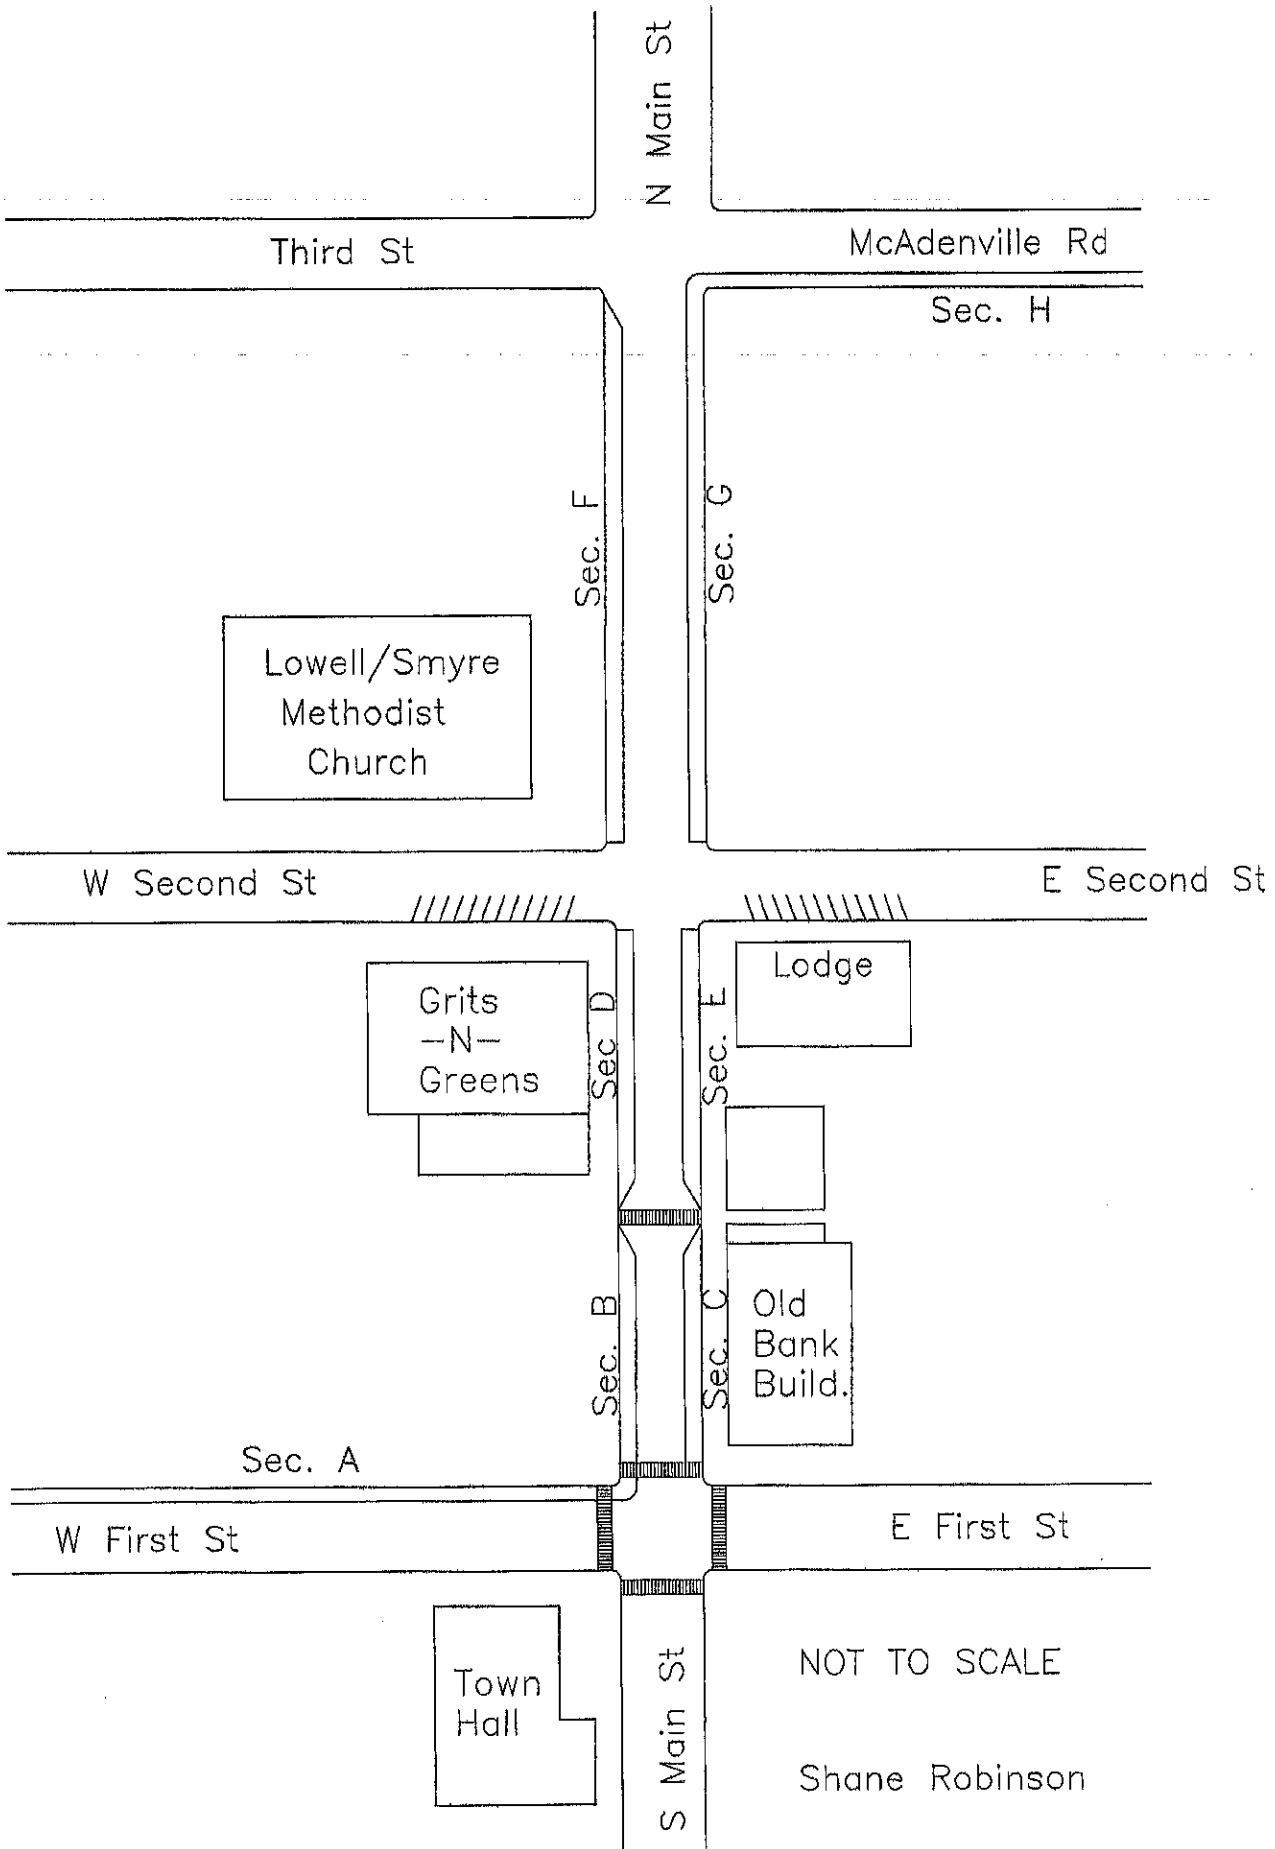 N Main St
Third St
McAdenville Rd
Sec. H
Sec. F
Sec. G
Lowell/Smyre
Methodist
Church
W Second St
E Second St
Grits
-N-
Greens
Sec D
Sec. E
Lodge
Sec. B
Sec. C
Old
Bank
Build.
Sec. A
W First St
E First St
Town
Hall
S Main St
NOT TO SCALE
Shane Robinson